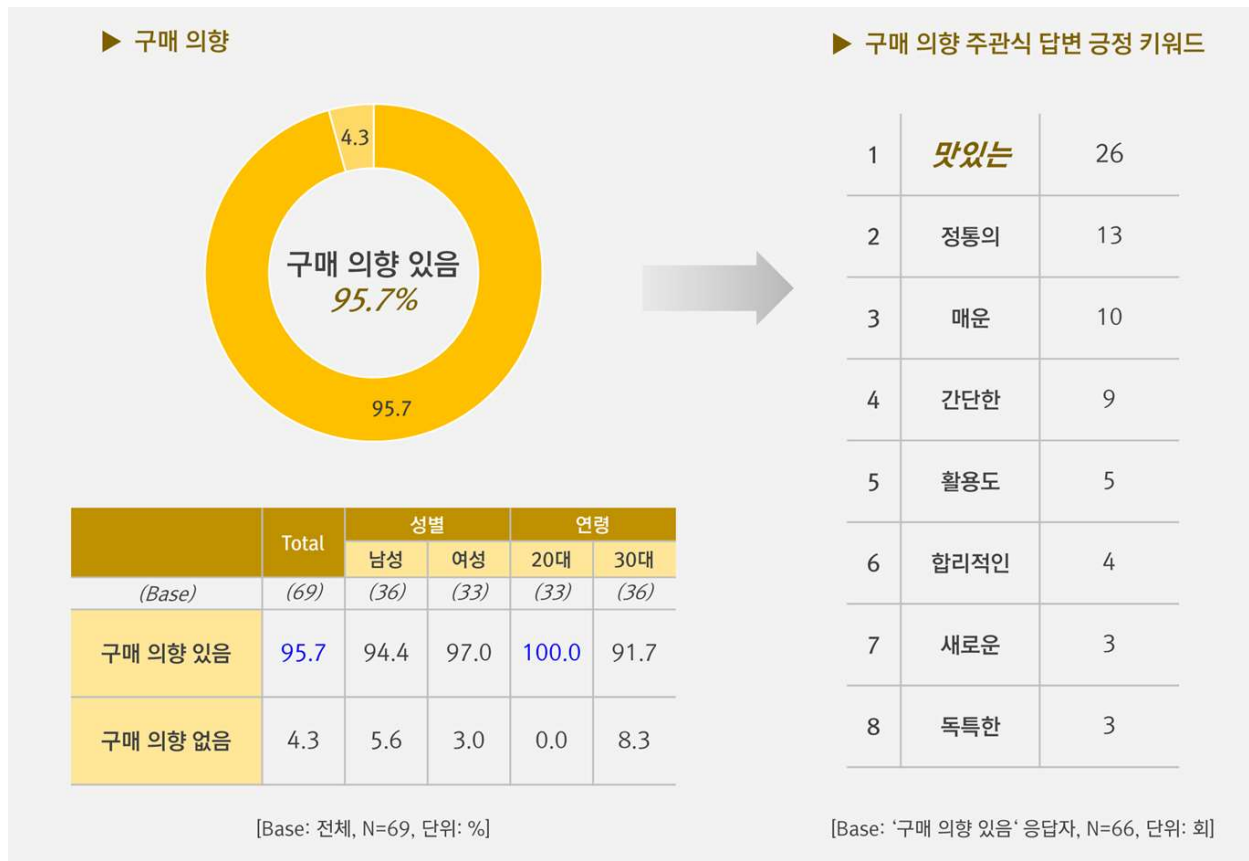 ▶ 구매 의향
4.3
구매 의향 있음
95.7%
95.7
Total 성별 연령
남성 여성 20대 30대
(Base) (69) (36) (33) (33) (36)
구매 의향 있음 95.7 94.4 97.0 100.0 91.7
구매 의향 없음 4.3 5.6 3.0 0.0 8.3
[Base: 전체, N=69, 단위: %]
▶ 구매 의향 주관식 답변 긍정 키워드
1 맛있는 26
2 정통의 13
3 매운 10
4 간단한 9
5 활용도 5
6 합리적인 4
7 새로운 3
8 독특한 3
[Base: ‘구매 의향 있음‘ 응답자, N=66, 단위: 회]